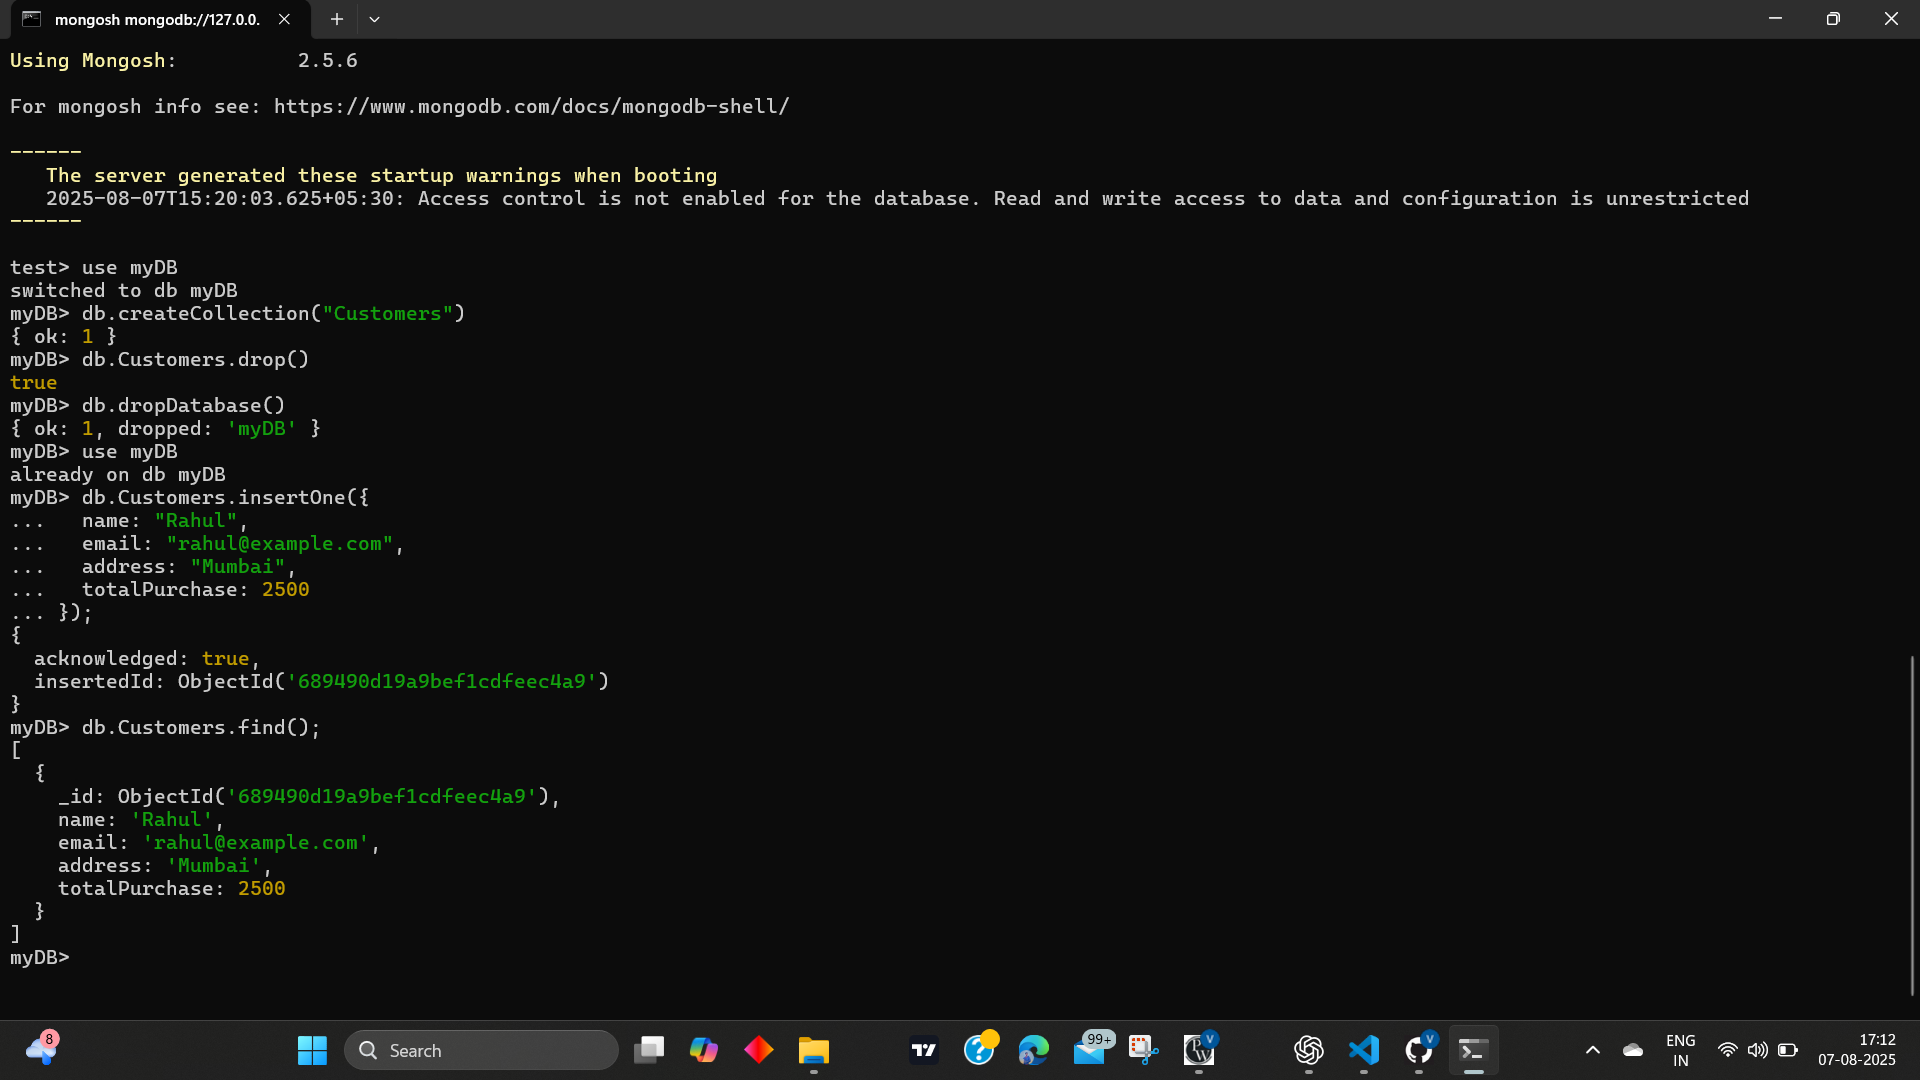 mongosh mongodb://127.0.0.
Using Mongosh:          2.5.6
For mongosh info see: https://www.mongodb.com/docs/mongodb-shell/
------
   The server generated these startup warnings when booting
   2025-08-07T15:20:03.625+05:30: Access control is not enabled for the database. Read and write access to data and configuration is unrestricted
------
test> use myDB
switched to db myDB
myDB> db.createCollection("Customers")
{ ok: 1 }
myDB> db.Customers.drop()
true
myDB> db.dropDatabase()
{ ok: 1, dropped: 'myDB' }
myDB> use myDB
already on db myDB
myDB> db.Customers.insertOne({
...   name: "Rahul",
...   email: "rahul@example.com",
...   address: "Mumbai",
...   totalPurchase: 2500
... });
{
  acknowledged: true,
  insertedId: ObjectId('689490d19a9bef1cdfeec4a9')
}
myDB> db.Customers.find();
[
  {
    _id: ObjectId('689490d19a9bef1cdfeec4a9'),
    name: 'Rahul',
    email: 'rahul@example.com',
    address: 'Mumbai',
    totalPurchase: 2500
  }
]
myDB>
8
Search
99+
PW
V
V
ENG
IN
17:12
07-08-2025